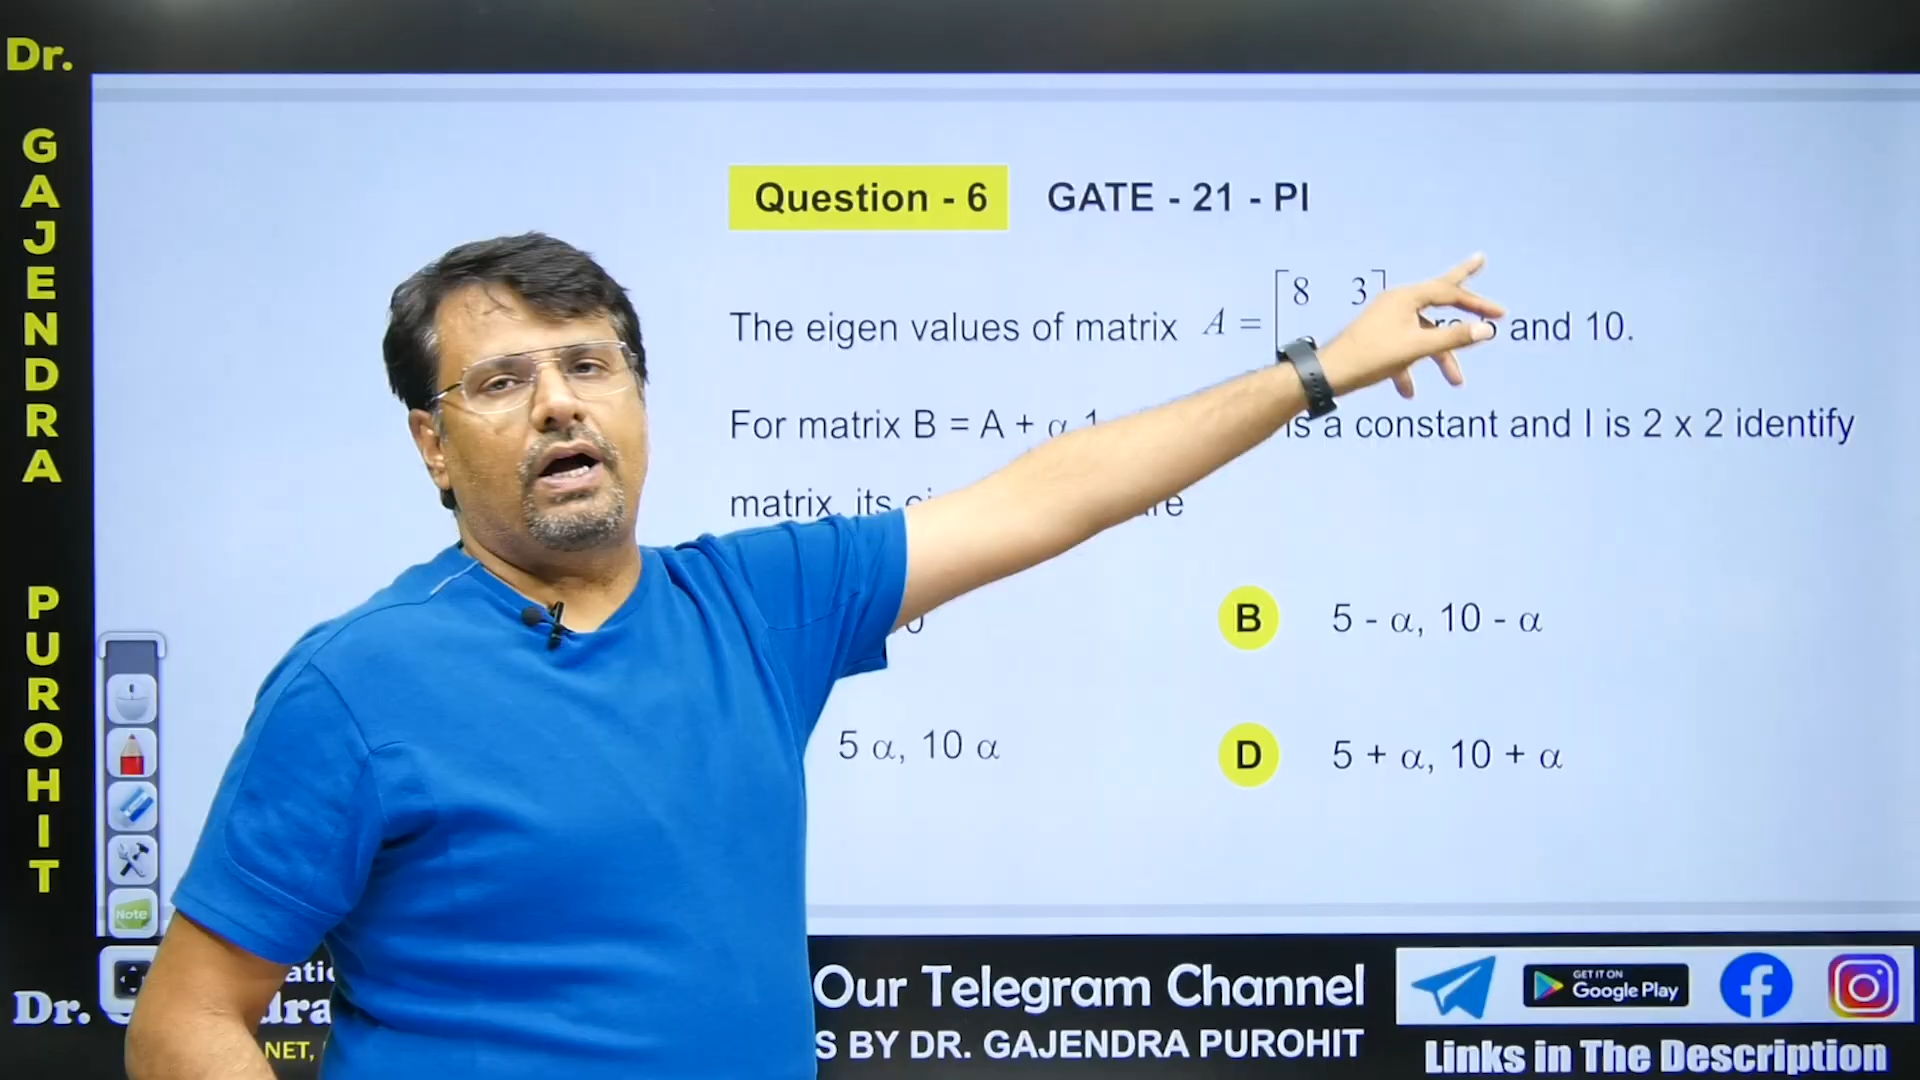 Dr.
GAJENDRA
PUROHIT
Question - 6 GATE - 21 - PI
The eigen values of matrix A = [8 3] and 10.
For matrix B = A + α is a constant and I is 2 x 2 identify
matrix, its
B 5 - α, 10 - α
5 α, 10 α
D 5 + α, 10 + α
Note
Our Telegram Channel
GET IT ON
Google Play
Dr.
NET,
S BY DR. GAJENDRA PUROHIT
Links in The Description